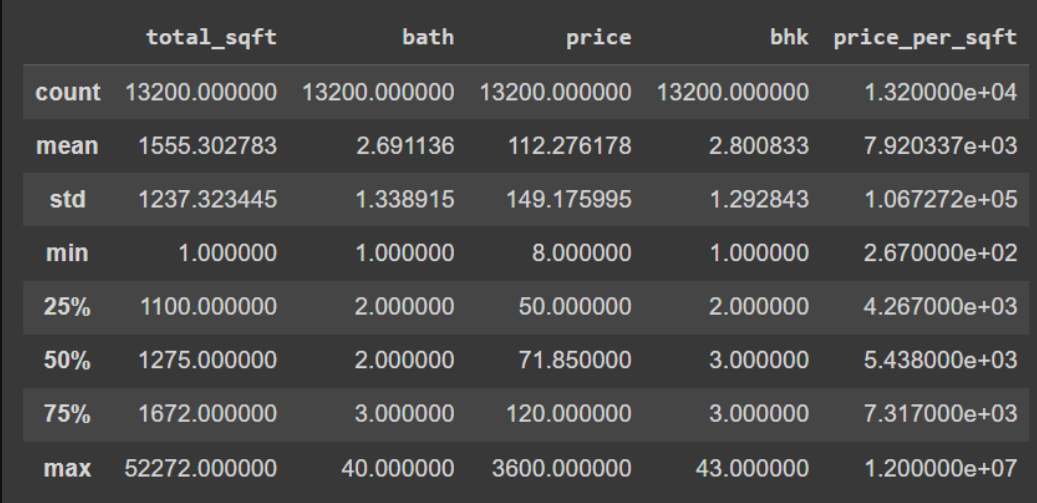 total_sqft bath price bhk price_per_sqft
count 13200.000000 13200.000000 13200.000000 13200.000000 1.320000e+04
mean 1555.302783 2.691136 112.276178 2.800833 7.920337e+03
std 1237.323445 1.338915 149.175995 1.292843 1.067272e+05
min 1.000000 1.000000 8.000000 1.000000 2.670000e+02
25% 1100.000000 2.000000 50.000000 2.000000 4.267000e+03
50% 1275.000000 2.000000 71.850000 3.000000 5.438000e+03
75% 1672.000000 3.000000 120.000000 3.000000 7.317000e+03
max 52272.000000 40.000000 3600.000000 43.000000 1.200000e+07